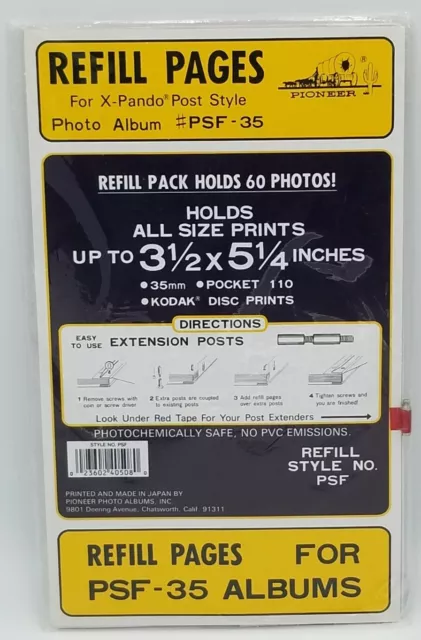 REFILL PAGES
For X-Pando® Post Style
Photo Album #PSF-35
®
PIONEER
REFILL PACK HOLDS 60 PHOTOS!
HOLDS
ALL SIZE PRINTS
UP TO 3½x5¼ INCHES
•35mm •POCKET 110
•KODAK® DISC PRINTS
DIRECTIONS
EASY TO USE EXTENSION POSTS
1 Remove screws with coin or screw driver
2 Extra posts are coupled to existing posts
3 Add refill pages over extra posts
4 Tighten screws and you are finished!
Look Under Red Tape For Your Post Extenders
PHOTOCHEMICALLY SAFE, NO PVC EMISSIONS.
STYLE NO. PSF
0 23602 40508 0
REFILL
STYLE NO.
PSF
PRINTED AND MADE IN JAPAN BY
PIONEER PHOTO ALBUMS, INC
9801 Deering Avenue, Chatsworth, Calif. 91311
REFILL PAGES FOR
PSF-35 ALBUMS